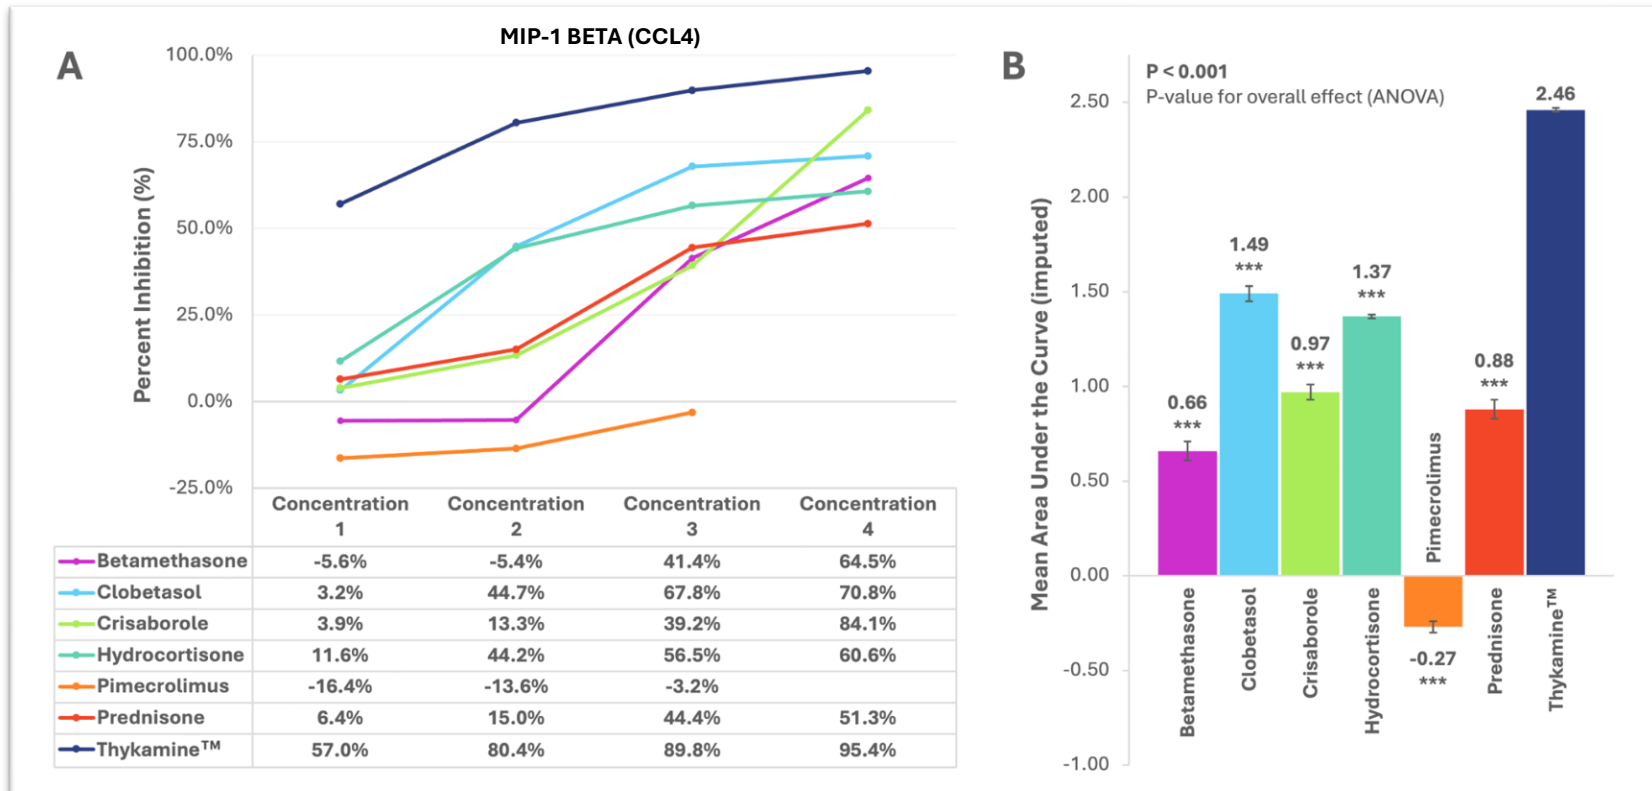 A
MIP-1 BETA (CCL4)
Percent Inhibition (%)
100.0%
75.0%
50.0%
25.0%
0.0%
-25.0%
Concentration 1
Concentration 2
Concentration 3
Concentration 4
Betamethasone -5.6% -5.4% 41.4% 64.5%
Clobetasol 3.2% 44.7% 67.8% 70.8%
Crisaborole 3.9% 13.3% 39.2% 84.1%
Hydrocortisone 11.6% 44.2% 56.5% 60.6%
Pimecrolimus -16.4% -13.6% -3.2%
Prednisone 6.4% 15.0% 44.4% 51.3%
Thykamine™ 57.0% 80.4% 89.8% 95.4%
B
P < 0.001
P-value for overall effect (ANOVA)
Mean Area Under the Curve (imputed)
2.50
2.00
1.50
1.00
0.50
0.00
-0.50
-1.00
0.66
***
1.49
***
0.97
***
1.37
***
-0.27
***
0.88
***
2.46
Betamethasone
Clobetasol
Crisaborole
Hydrocortisone
Pimecrolimus
Prednisone
Thykamine™